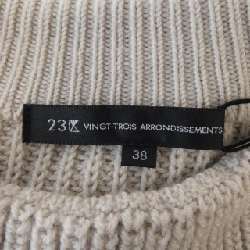 23区 VINGT-TROIS ARRONDISSEMENTS
38